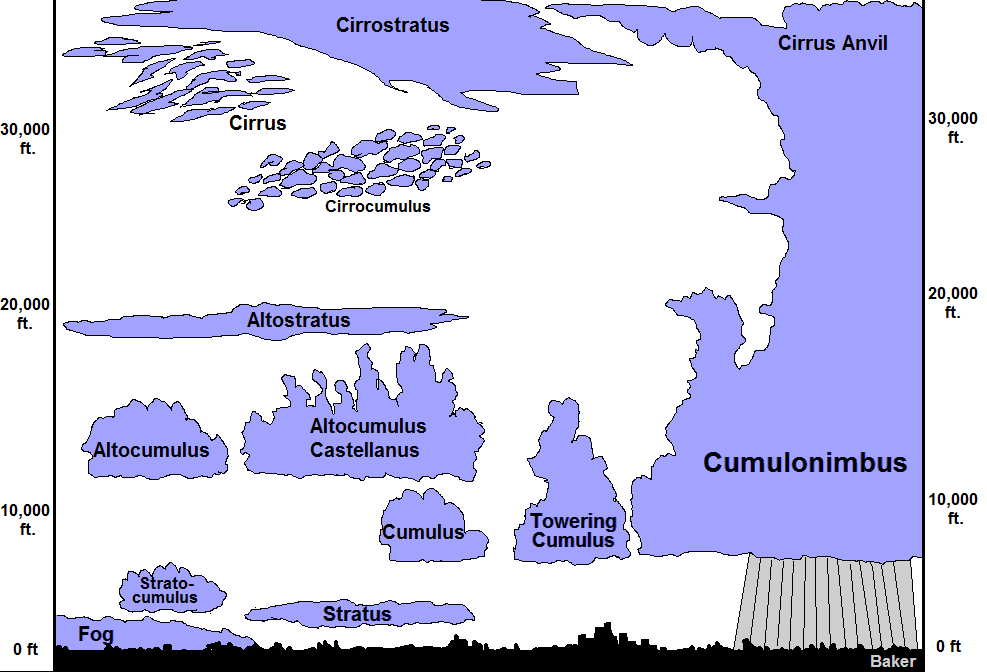 Cirrostratus
Cirrus Anvil
Cirrus
30,000
ft.
30,000
ft.
Cirrocumulus
20,000
ft.
20,000
ft.
Altostratus
Altocumulus
Altocumulus
Castellanus
Cumulonimbus
10,000
ft.
10,000
ft.
Cumulus
Towering
Cumulus
Strato-
cumulus
Stratus
Fog
0 ft
0 ft
Baker